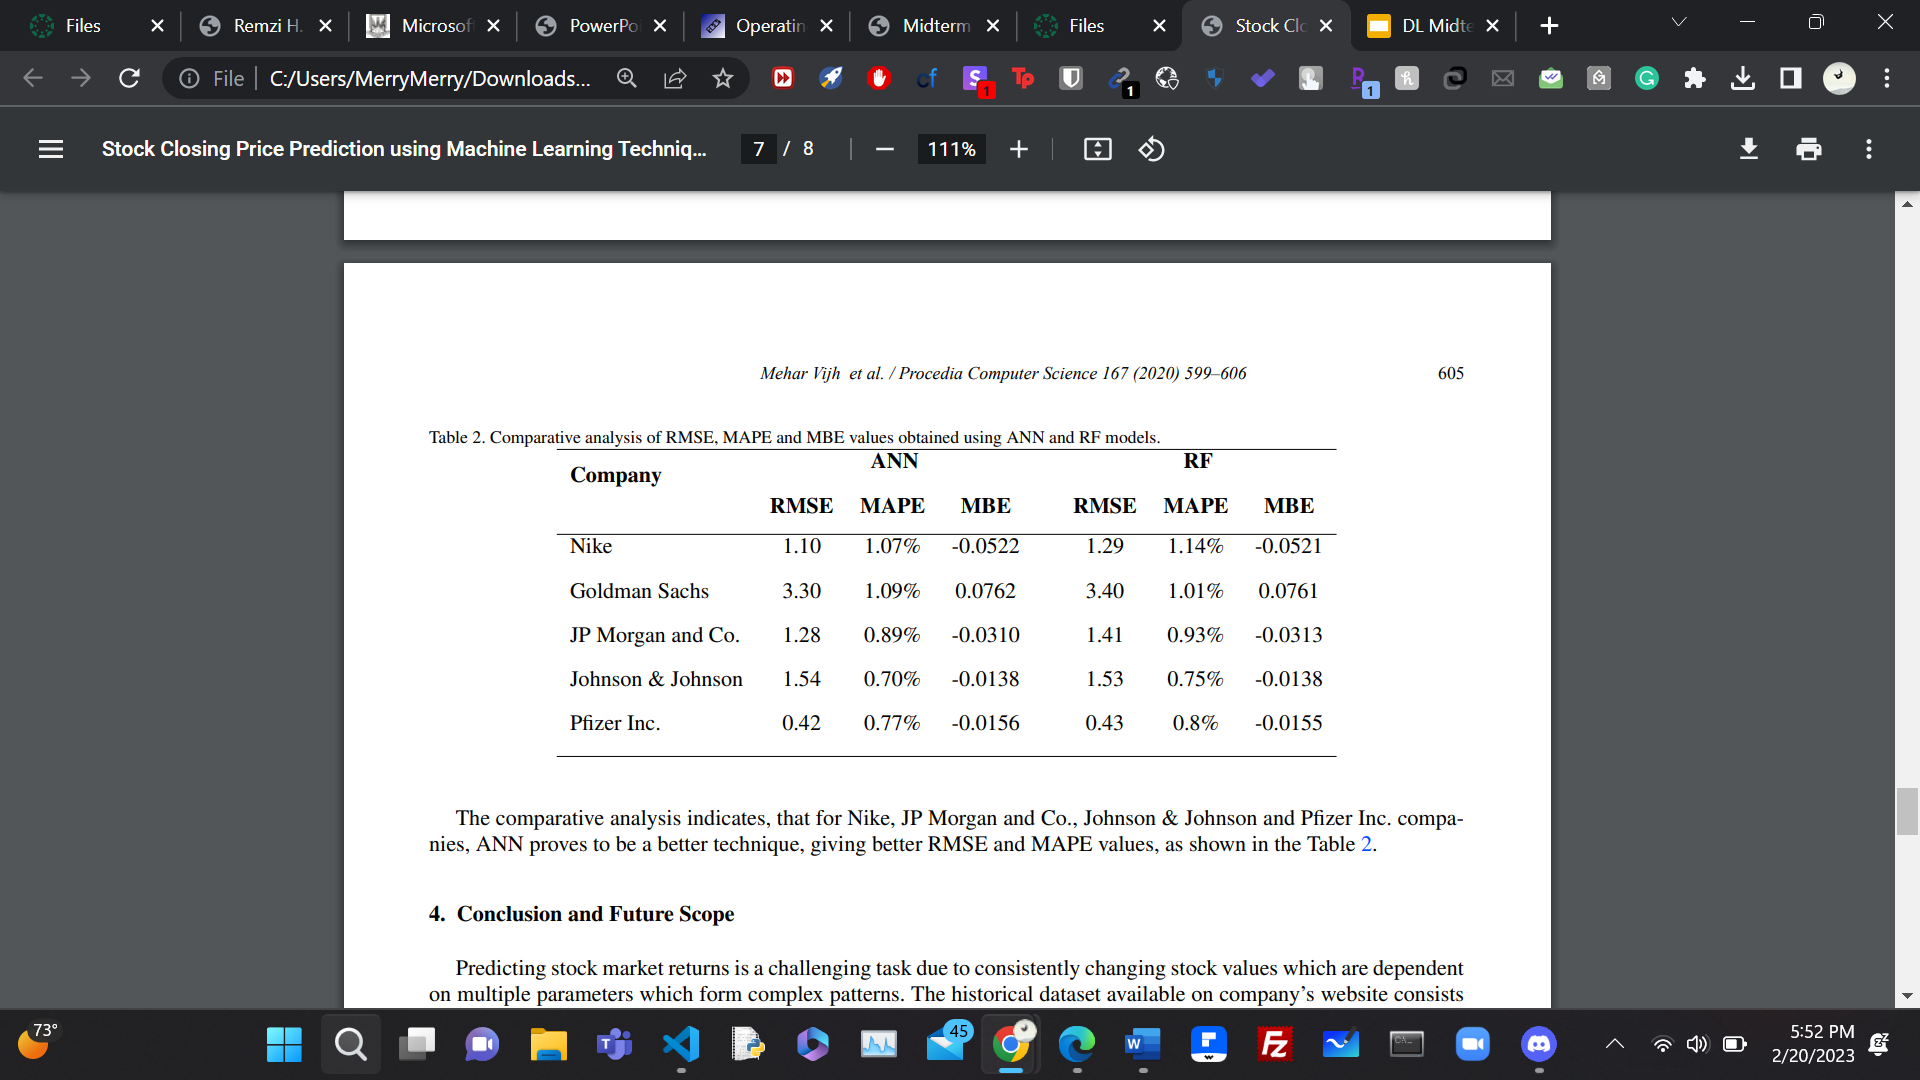 Files
Remzi H.
Microsof
PowerPo
Operatin
Midterm
Files
Stock Clo
DL Midte
File
C:/Users/MerryMerry/Downloads...
Stock Closing Price Prediction using Machine Learning Techniq...
7 / 8
111%
Mehar Vijh et al. / Procedia Computer Science 167 (2020) 599–606
605
Table 2. Comparative analysis of RMSE, MAPE and MBE values obtained using ANN and RF models.
Company ANN RF
RMSE MAPE MBE RMSE MAPE MBE
Nike 1.10 1.07% -0.0522 1.29 1.14% -0.0521
Goldman Sachs 3.30 1.09% 0.0762 3.40 1.01% 0.0761
JP Morgan and Co. 1.28 0.89% -0.0310 1.41 0.93% -0.0313
Johnson & Johnson 1.54 0.70% -0.0138 1.53 0.75% -0.0138
Pfizer Inc. 0.42 0.77% -0.0156 0.43 0.8% -0.0155
The comparative analysis indicates, that for Nike, JP Morgan and Co., Johnson & Johnson and Pfizer Inc. compa-
nies, ANN proves to be a better technique, giving better RMSE and MAPE values, as shown in the Table 2.
4. Conclusion and Future Scope
Predicting stock market returns is a challenging task due to consistently changing stock values which are dependent
on multiple parameters which form complex patterns. The historical dataset available on company's website consists
73°
45
5:52 PM
2/20/2023